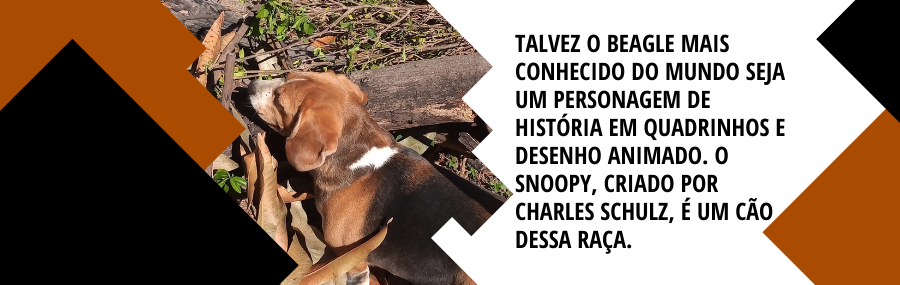 TALVEZ O BEAGLE MAIS
CONHECIDO DO MUNDO SEJA
UM PERSONAGEM DE
HISTÓRIA EM QUADRINHOS E
DESENHO ANIMADO. O
SNOOPY, CRIADO POR
CHARLES SCHULZ, É UM CÃO
DESSA RAÇA.